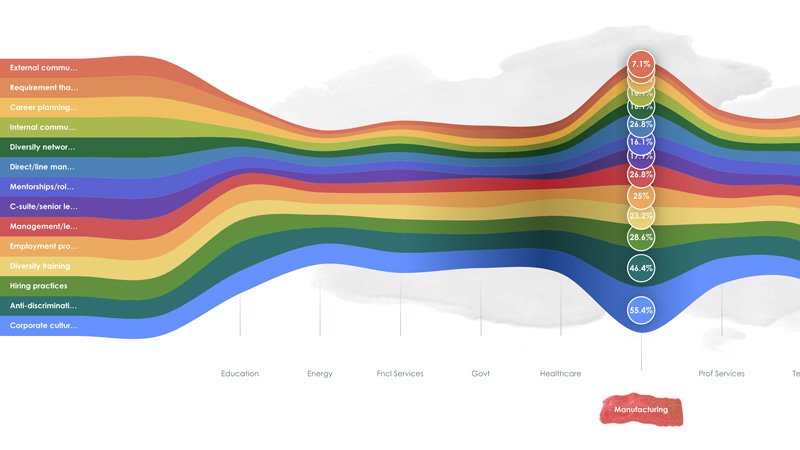 External commu...
Requirement tha...
Career planning...
Internal commu...
Diversity networ...
Direct/line man...
Mentorships/rol...
C-suite/senior le...
Management/le...
Employment pro...
Diversity training
Hiring practices
Anti-discriminati...
Corporate cultur...
7.1%
26.8%
16.1%
17.9%
26.8%
25%
23.2%
28.6%
46.4%
55.4%
Education
Energy
Fncl Services
Govt
Healthcare
Manufacturing
Prof Services
Te